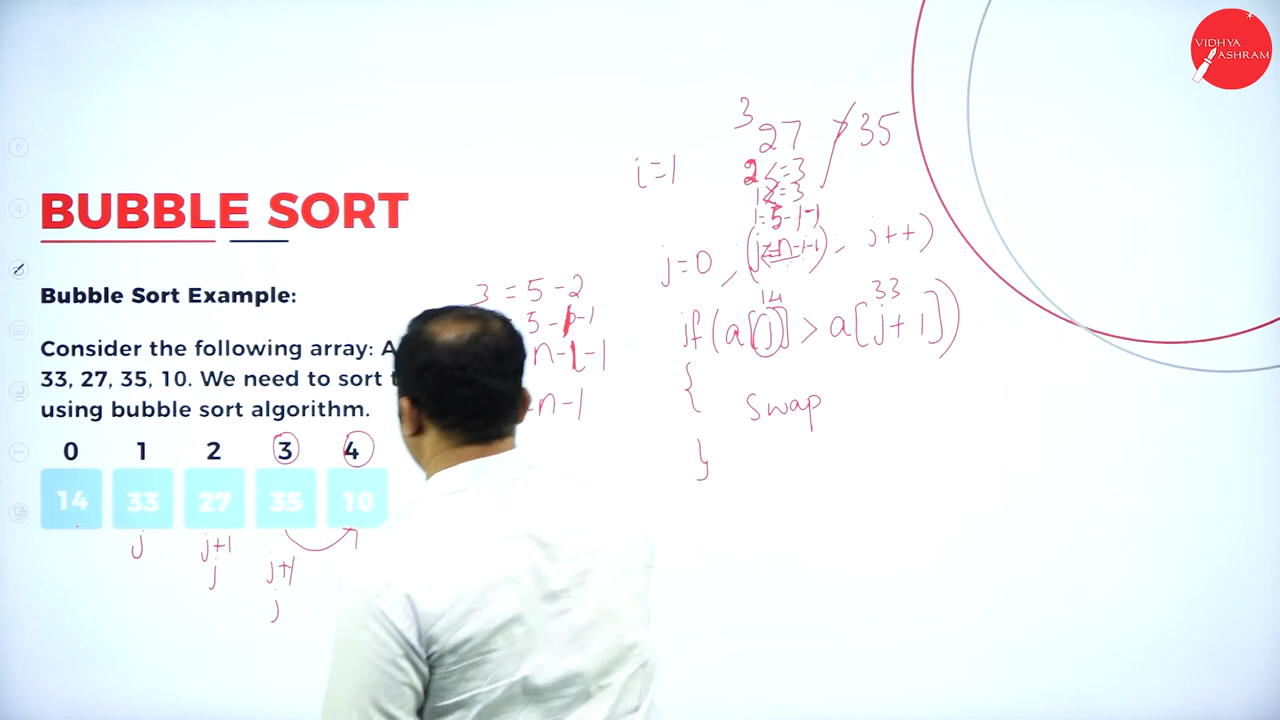 VIDHYA
ASHRAM
BUBBLE SORT
Bubble Sort Example:
Consider the following array: A
33, 27, 35, 10. We need to sort
using bubble sort algorithm.
0 1 2 3 4
14 33 27 35 10
j j+1
j j+1
j
3 = 5-2
n-1-1
n-1
3
27 > 35
i=1
2<=3
1<=3
1=5-1-1
j=0, j++)
14 33
if(a[j] > a[j+1])
{
Swap
}